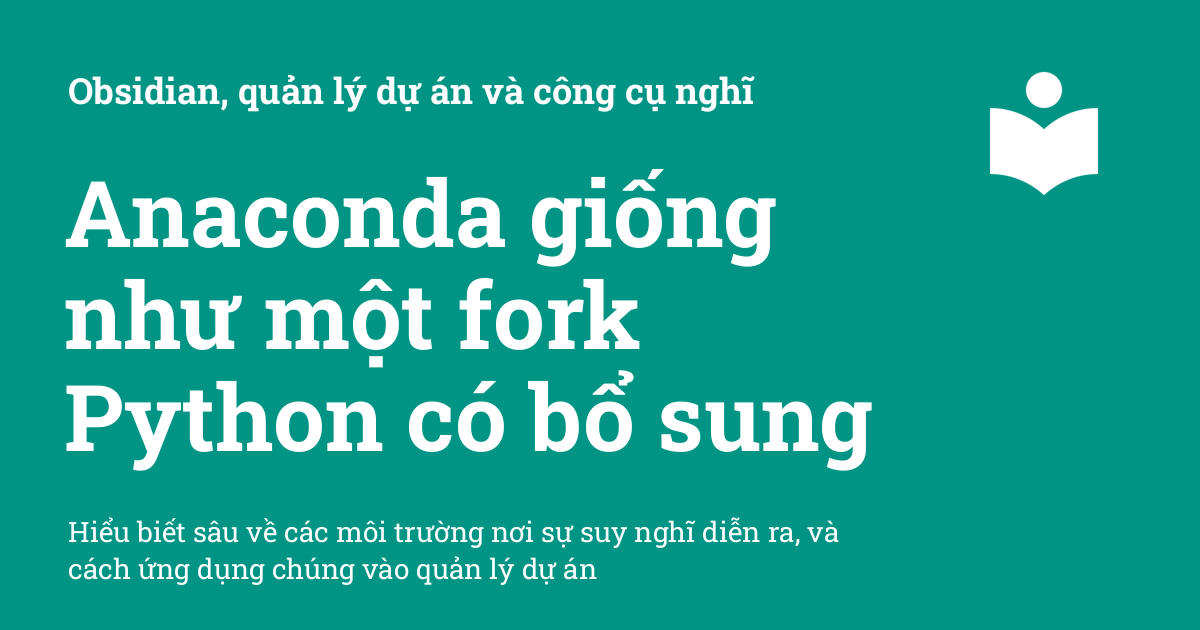 Obsidian, quản lý dự án và công cụ nghĩ
Anaconda giống
như một fork
Python có bổ sung
Hiểu biết sâu về các môi trường nơi sự suy nghĩ diễn ra, và
cách ứng dụng chúng vào quản lý dự án